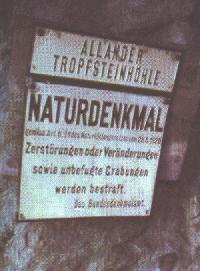 ALLANDER
TROPFSTEINHÖHLE
NATURDENKMAL
Zerstörungen oder Veränderungen
sowie unbefugte Grabungen
werden bestraft.
Das Bundesdenkmalamt.